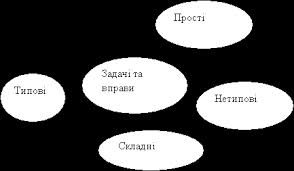 Прості
Задачі та
вправи
Типові
Нетипові
Складні